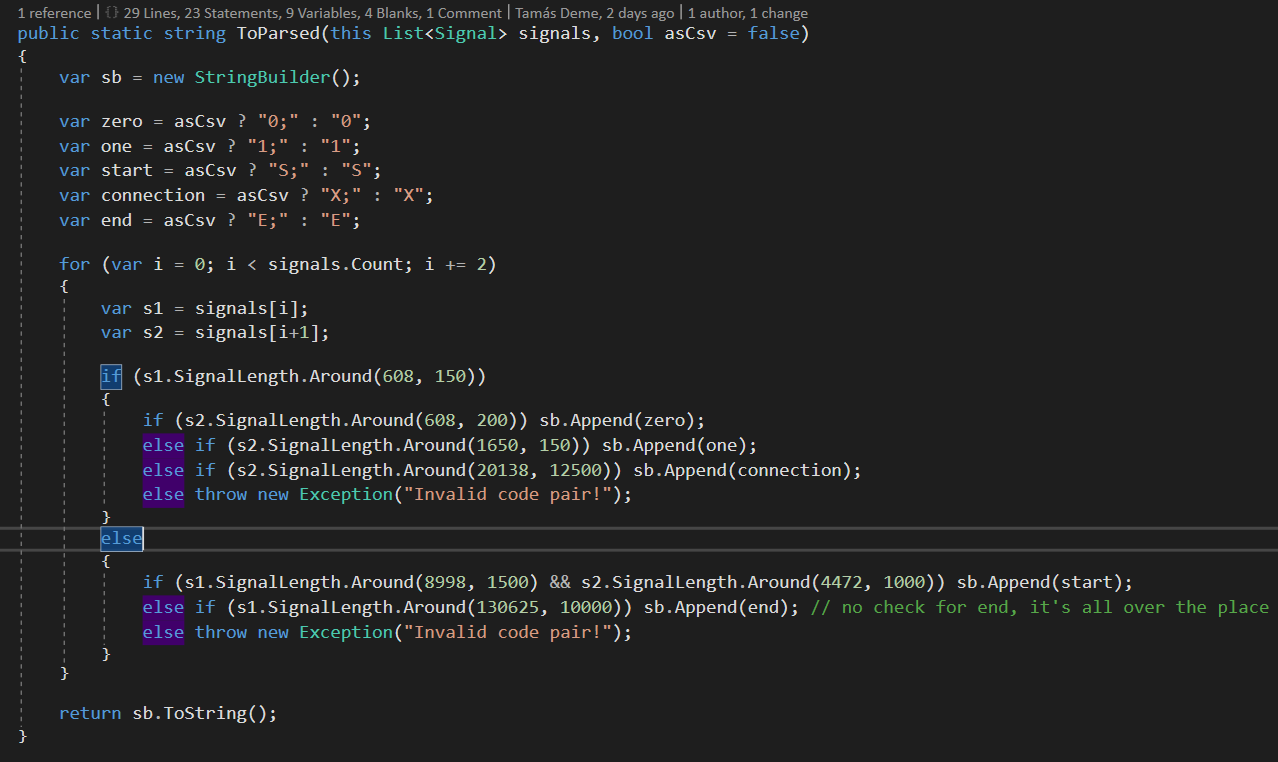 1 reference | {} 29 Lines, 23 Statements, 9 Variables, 4 Blanks, 1 Comment | Tamás Deme, 2 days ago | 1 author, 1 change
public static string ToParsed(this List<Signal> signals, bool asCsv = false)
{
    var sb = new StringBuilder();

    var zero = asCsv ? "0;" : "0";
    var one = asCsv ? "1;" : "1";
    var start = asCsv ? "S;" : "S";
    var connection = asCsv ? "X;" : "X";
    var end = asCsv ? "E;" : "E";

    for (var i = 0; i < signals.Count; i += 2)
    {
        var s1 = signals[i];
        var s2 = signals[i+1];

        if (s1.SignalLength.Around(608, 150))
        {
            if (s2.SignalLength.Around(608, 200)) sb.Append(zero);
            else if (s2.SignalLength.Around(1650, 150)) sb.Append(one);
            else if (s2.SignalLength.Around(20138, 12500)) sb.Append(connection);
            else throw new Exception("Invalid code pair!");
        }
        else
        {
            if (s1.SignalLength.Around(8998, 1500) && s2.SignalLength.Around(4472, 1000)) sb.Append(start);
            else if (s1.SignalLength.Around(130625, 10000)) sb.Append(end); // no check for end, it's all over the place
            else throw new Exception("Invalid code pair!");
        }
    }

    return sb.ToString();
}